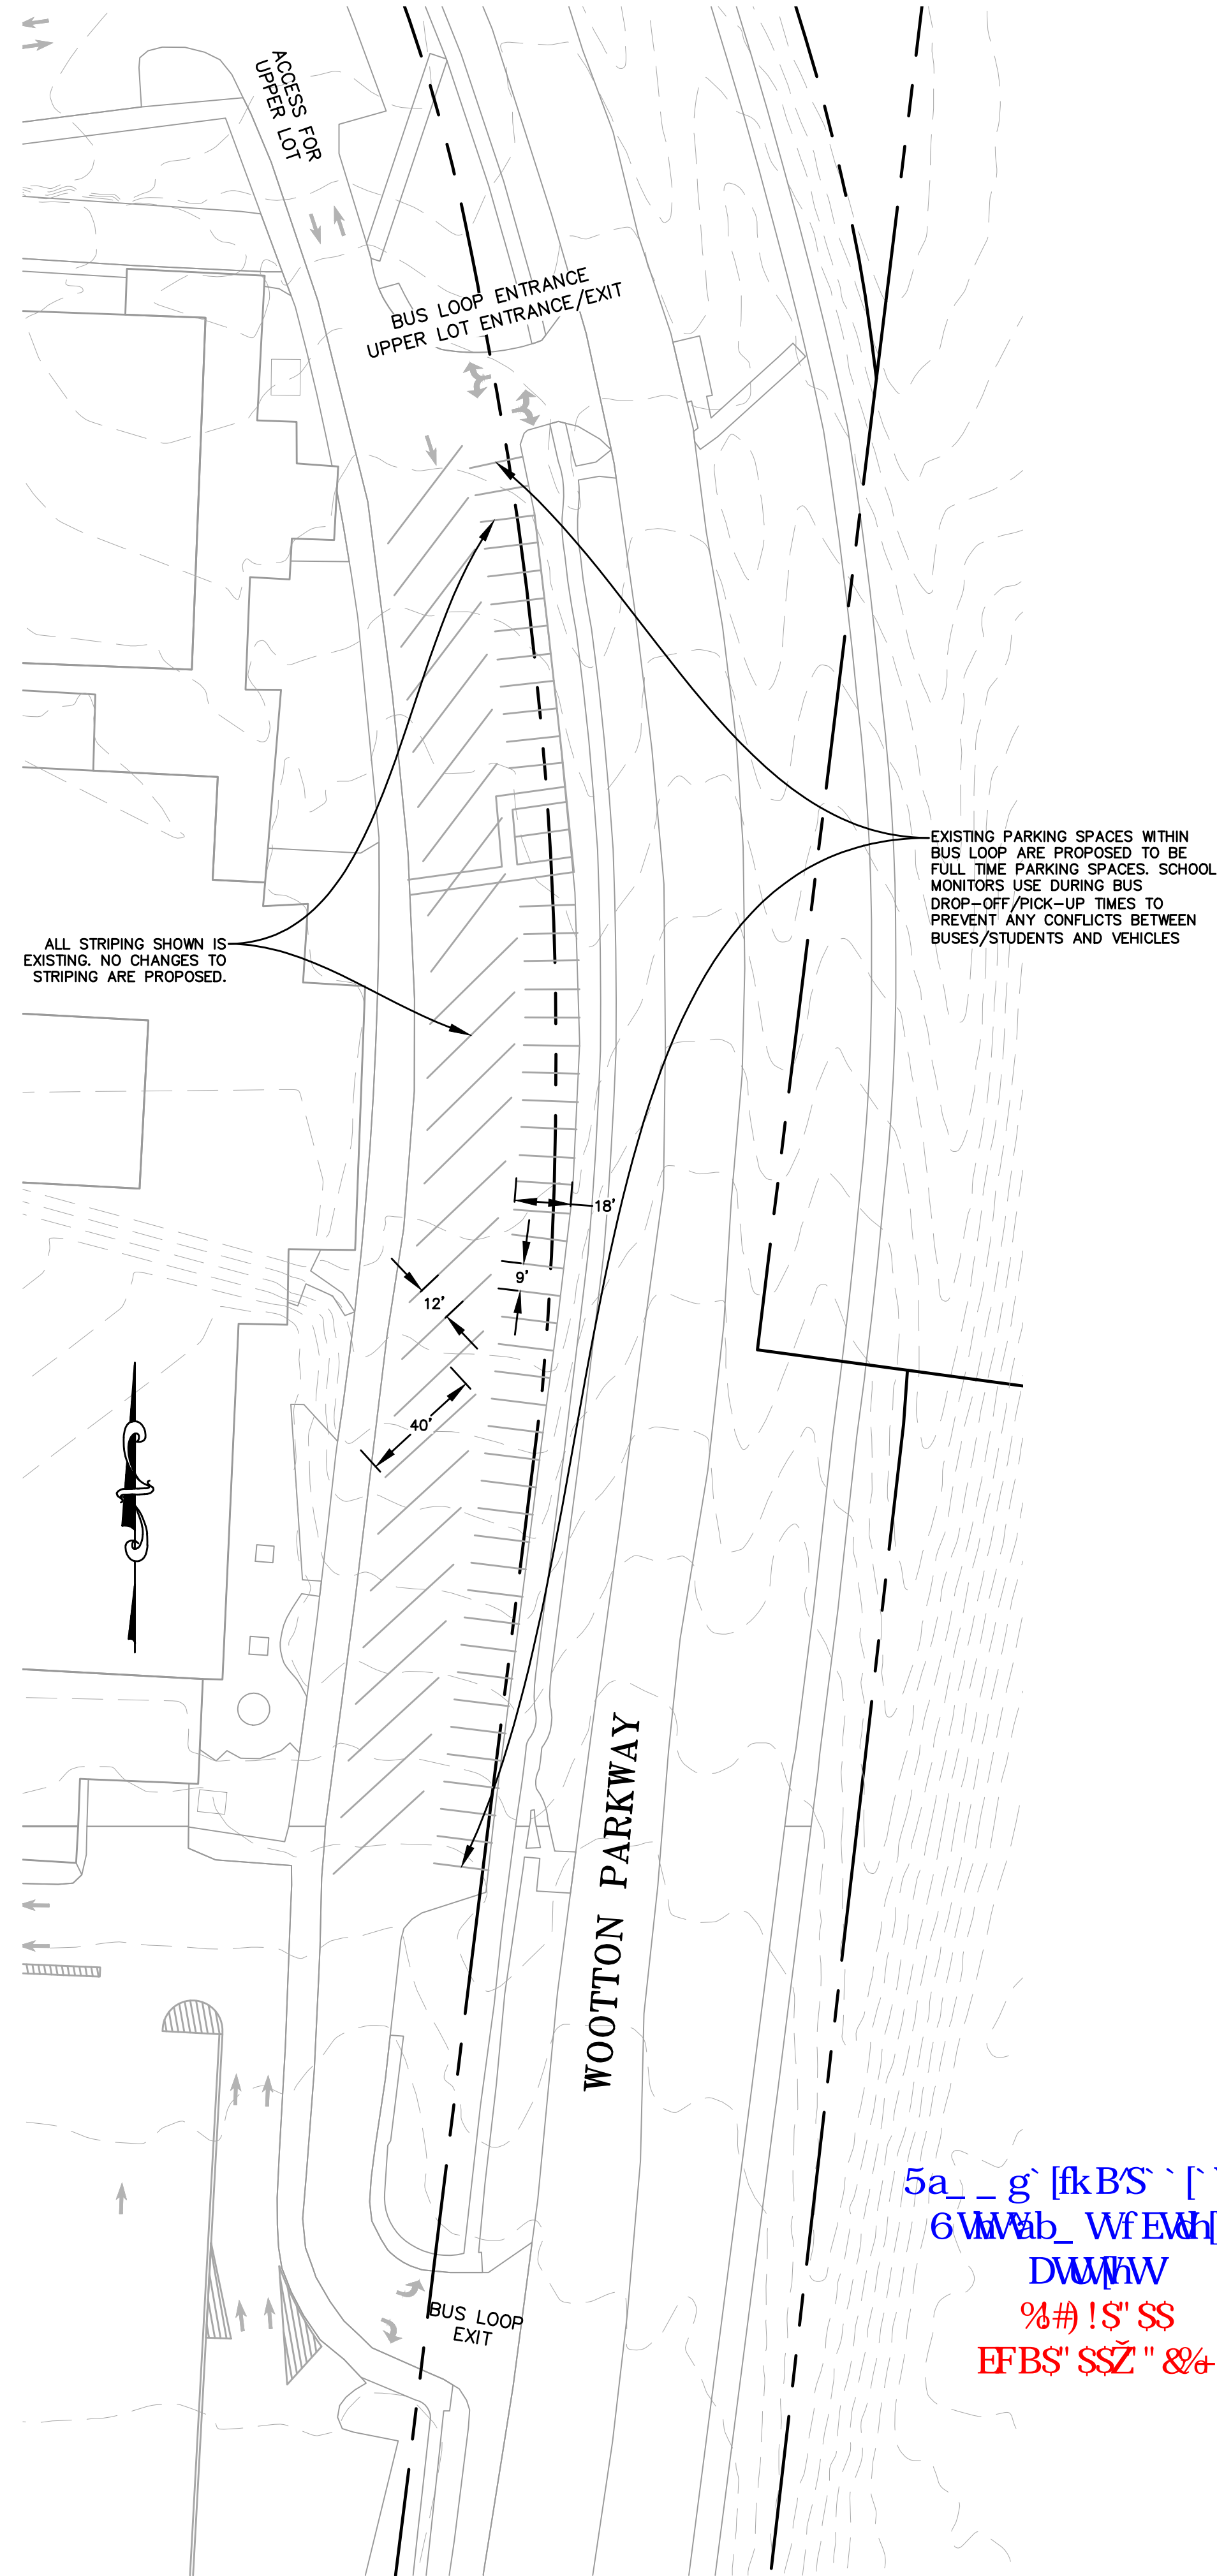 ACCESS FOR
UPPER LOT
BUS LOOP ENTRANCE
UPPER LOT ENTRANCE/EXIT
EXISTING PARKING SPACES WITHIN
BUS LOOP ARE PROPOSED TO BE
FULL TIME PARKING SPACES. SCHOOL
MONITORS USE DURING BUS
DROP-OFF/PICK-UP TIMES TO
PREVENT ANY CONFLICTS BETWEEN
BUSES/STUDENTS AND VEHICLES
ALL STRIPING SHOWN IS
EXISTING. NO CHANGES TO
STRIPING ARE PROPOSED.
18'
9'
12'
40'
WOOTTON PARKWAY
BUS LOOP
EXIT